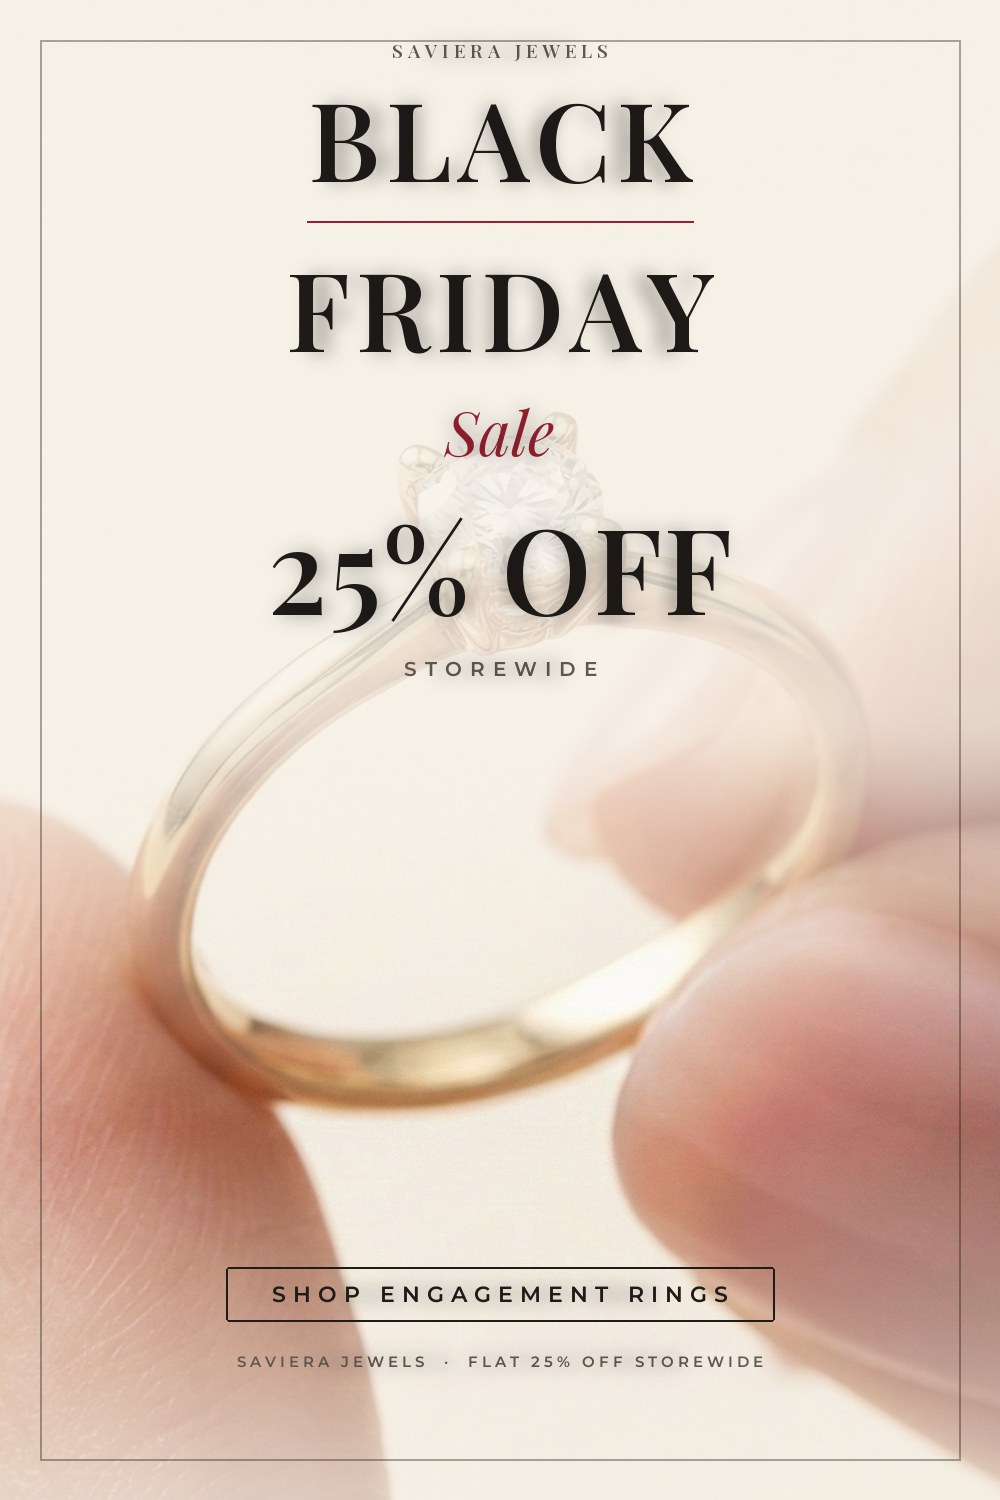 SAVIERA JEWELS
BLACK
FRIDAY
Sale
25% OFF
STOREWIDE
SHOP ENGAGEMENT RINGS
SAVIERA JEWELS · FLAT 25% OFF STOREWIDE